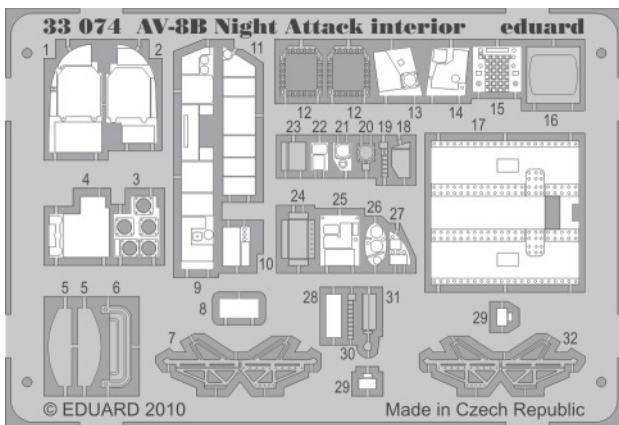 33 074 AV-8B Night Attack interior eduard
1 2 11
12 12 13 14 15 16
23 22 21 20 19 18 17
4 3
24 25 26 27
9 10
5 5 6 8 28 30 31 29
7 29 32
© EDUARD 2010 Made in Czech Republic